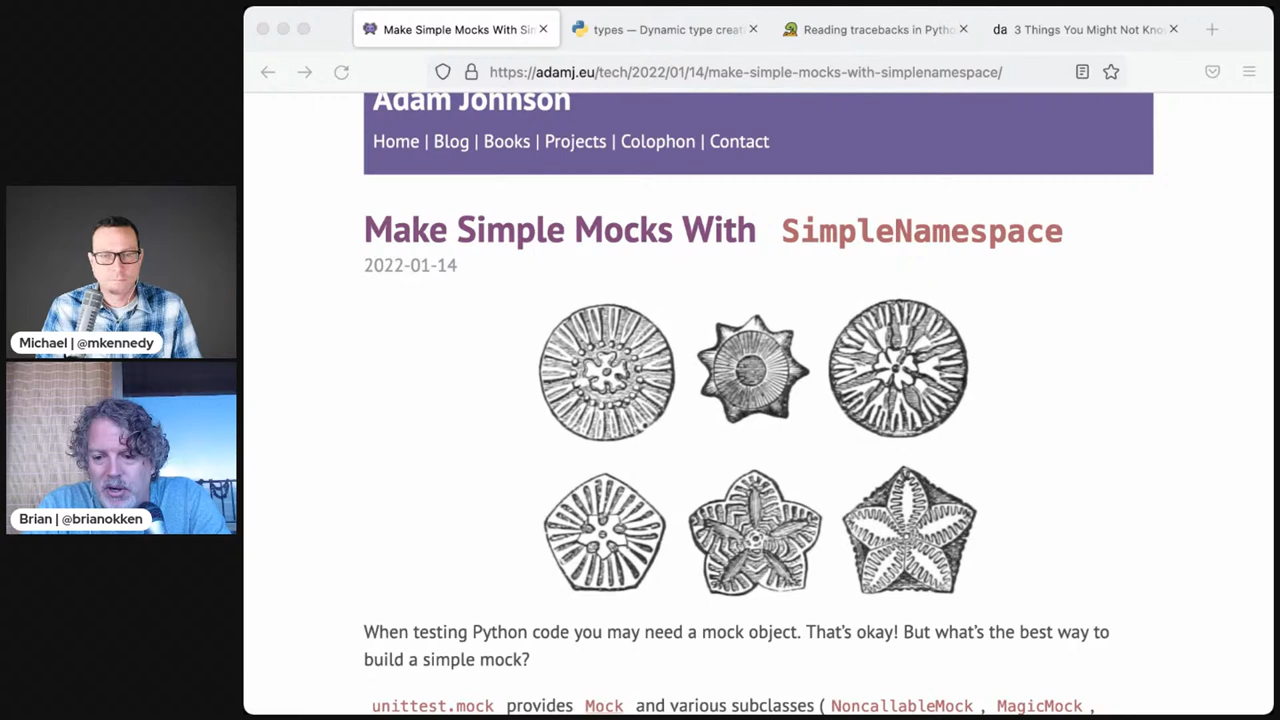 Make Simple Mocks With Sim
types — Dynamic type creat
Reading tracebacks in Pytho
da 3 Things You Might Not Kno
https://adamj.eu/tech/2022/01/14/make-simple-mocks-with-simplenamespace/
Adam Johnson
Home | Blog | Books | Projects | Colophon | Contact
Make Simple Mocks With SimpleNamespace
2022-01-14
When testing Python code you may need a mock object. That’s okay! But what’s the best way to
build a simple mock?
unittest.mock provides Mock and various subclasses ( NoncallableMock , MagicMock ,
Michael | @mkennedy
Brian | @brianokken